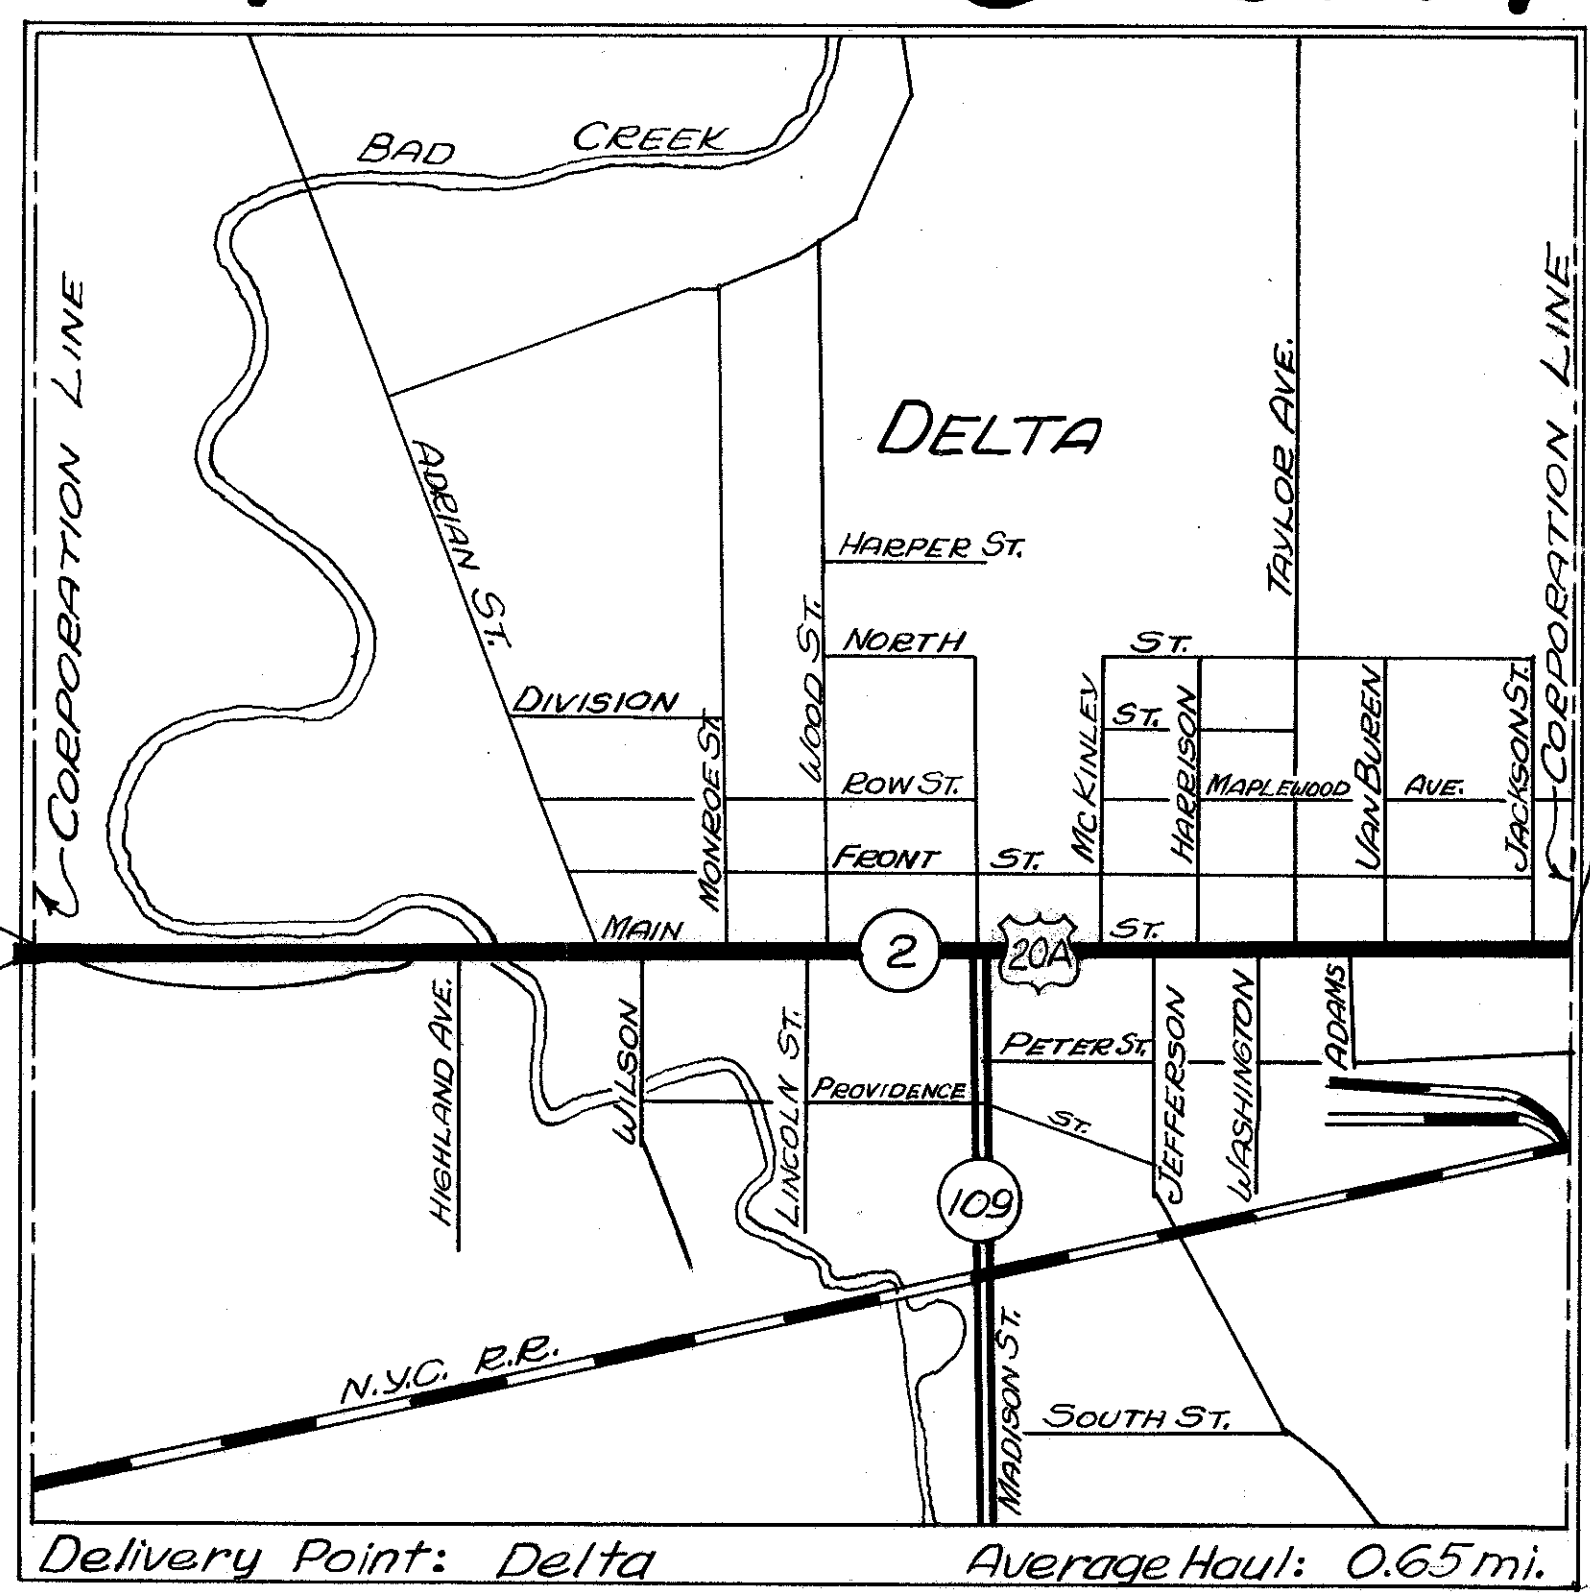 BAD CREEK
CORPORATION LINE
CORPORATION LINE
TAYLOR AVE.
DELTA
ADRIAN ST.
HARPER ST.
WOOD ST.
NORTH ST.
DIVISION
MONROE ST.
MCKINLEY
ST.
HARRISON
VAN BUREN
JACKSON ST.
ROW ST.
MAPLEWOOD AVE.
FRONT ST.
MAIN ST.
2
20A
HIGHLAND AVE.
WILSON
LINCOLN ST.
PETER ST.
JEFFERSON
WASHINGTON
ADAMS
PROVIDENCE ST.
109
N.Y.C. R.R.
MADISON ST.
SOUTH ST.
Delivery Point: Delta
Average Haul: 0.65 mi.